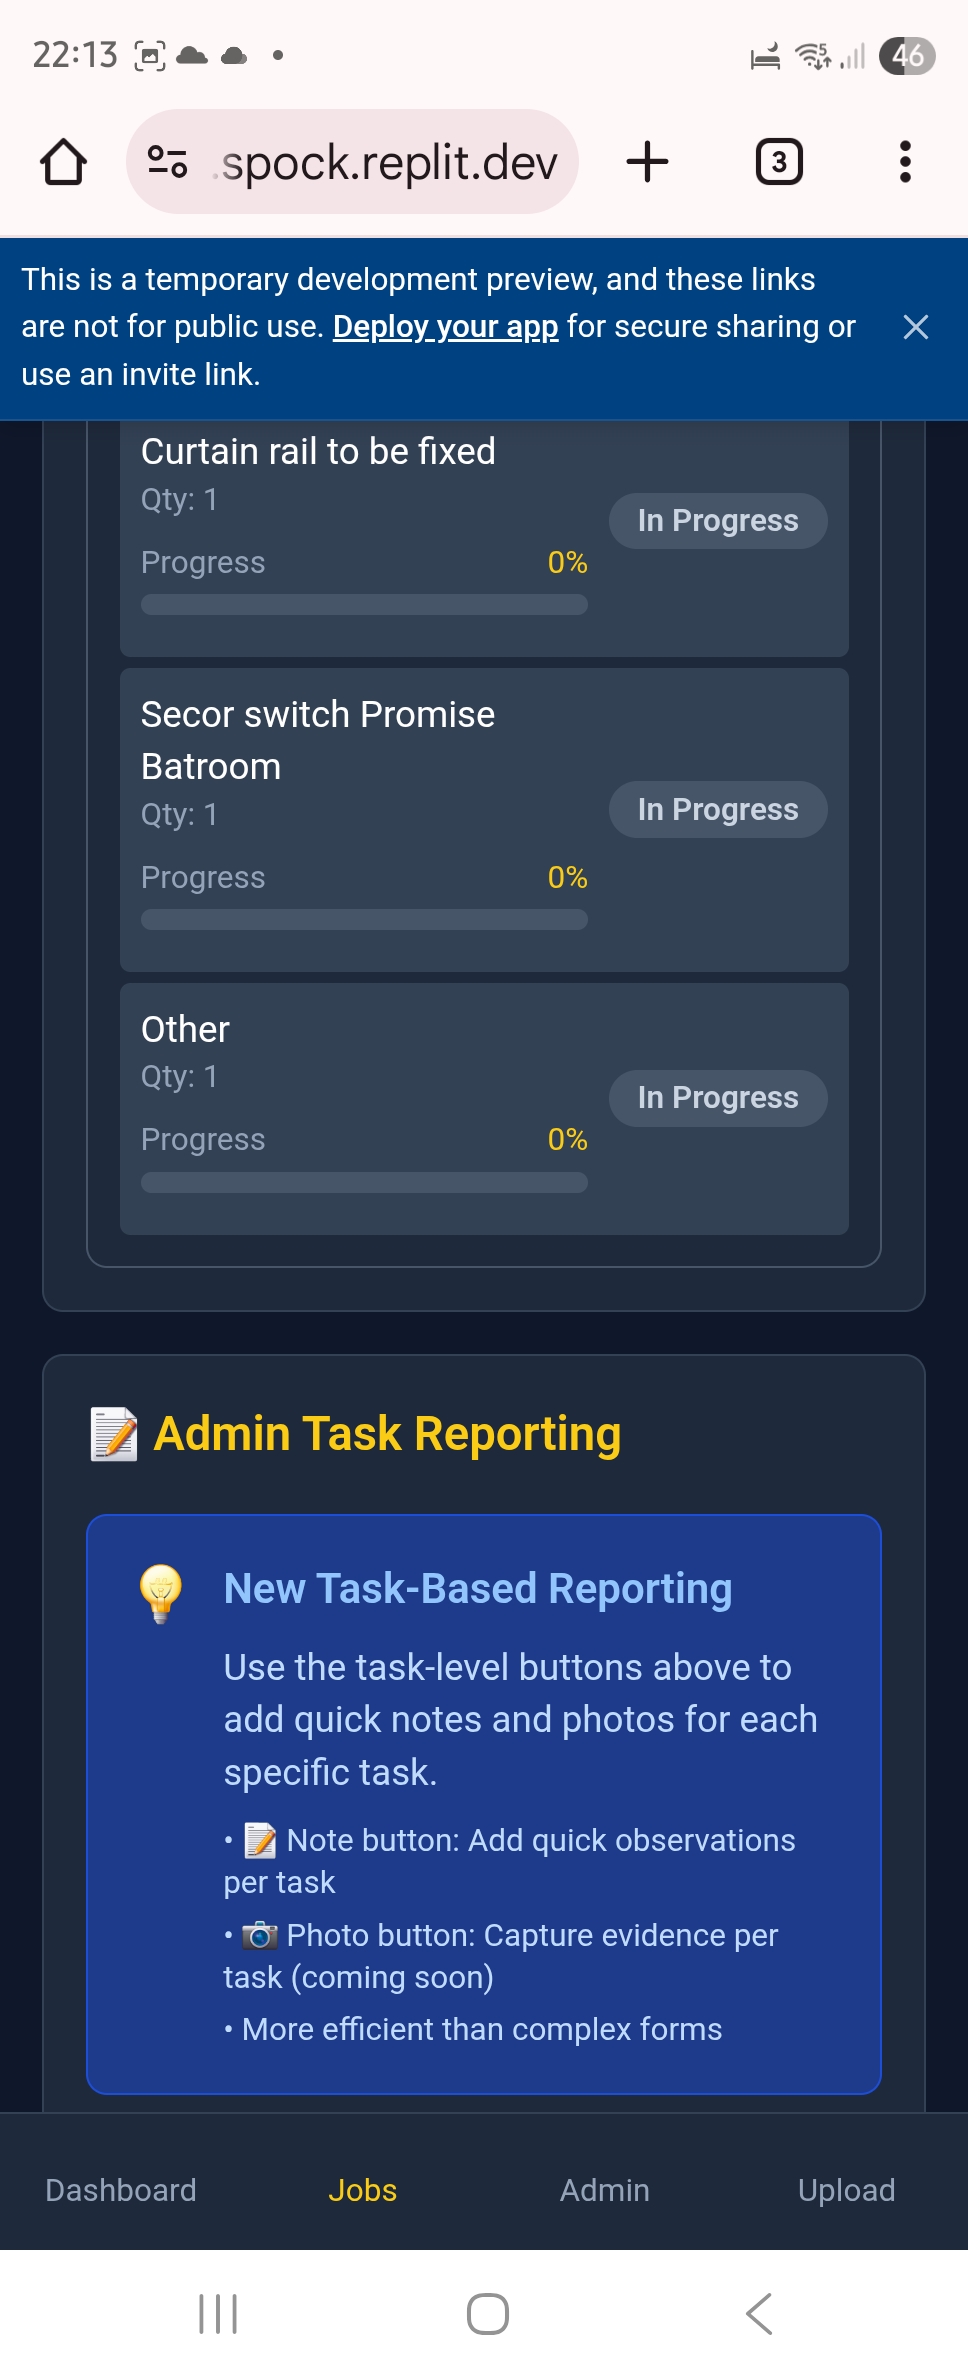 22:13
46
.spock.replit.dev
3
This is a temporary development preview, and these links
are not for public use. Deploy your app for secure sharing or
use an invite link.
Curtain rail to be fixed
Qty: 1
In Progress
Progress 0%
Secor switch Promise
Batroom
Qty: 1
In Progress
Progress 0%
Other
Qty: 1
In Progress
Progress 0%
📝 Admin Task Reporting
💡 New Task-Based Reporting
Use the task-level buttons above to
add quick notes and photos for each
specific task.
• 📝 Note button: Add quick observations
per task
• 📷 Photo button: Capture evidence per
task (coming soon)
• More efficient than complex forms
Dashboard Jobs Admin Upload